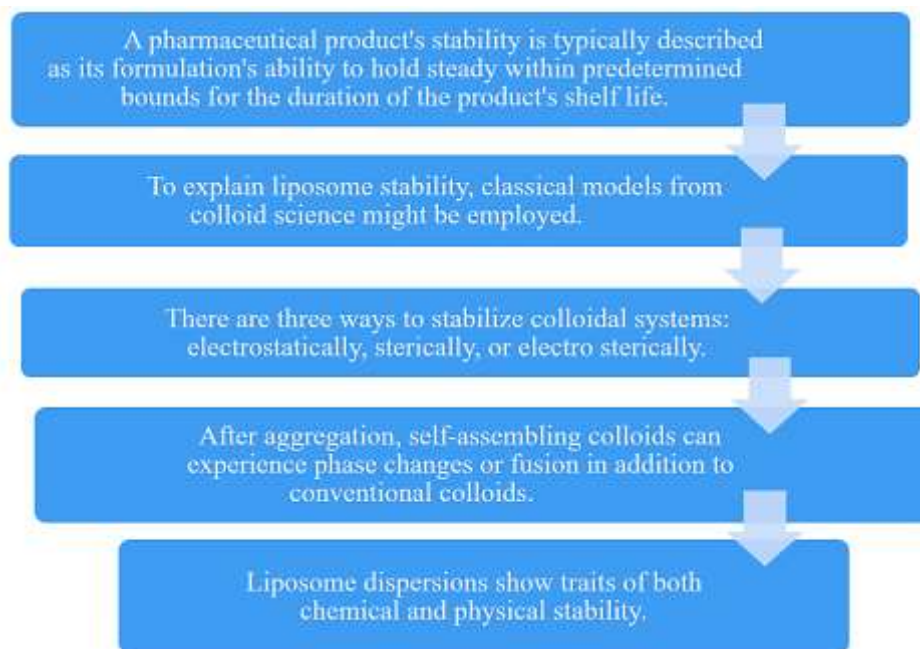 A pharmaceutical product's stability is typically described
as its formulation's ability to hold steady within predetermined
bounds for the duration of the product's shelf life.
To explain liposome stability, classical models from
colloid science might be employed.
There are three ways to stabilize colloidal systems:
electrostatically, sterically, or electro sterically.
After aggregation, self-assembling colloids can
experience phase changes or fusion in addition to
conventional colloids.
Liposome dispersions show traits of both
chemical and physical stability.